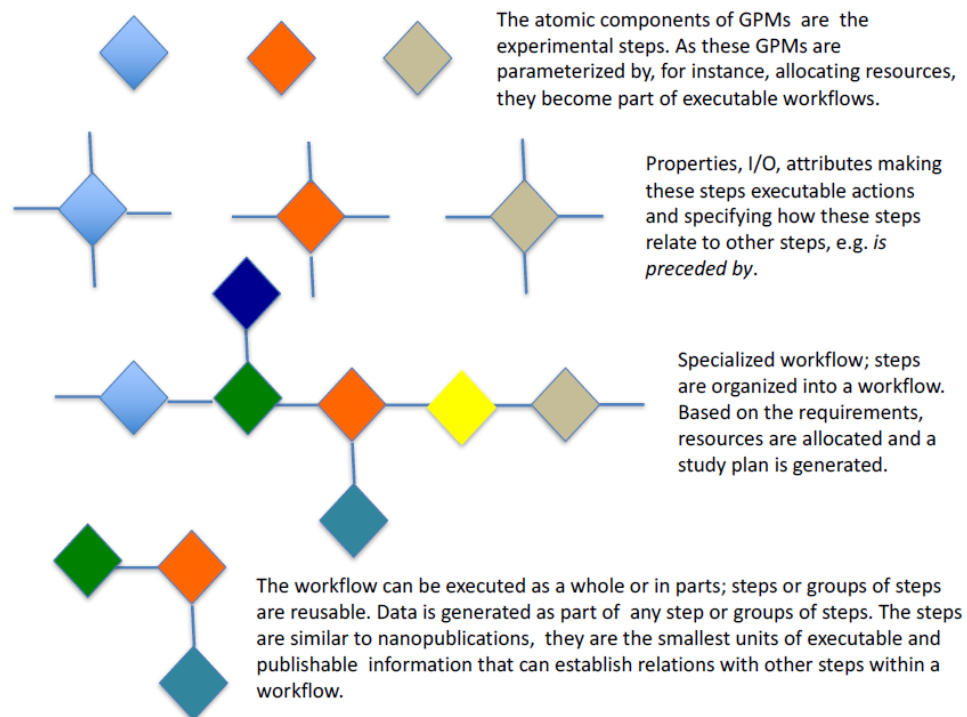 The atomic components of GPMs are the
experimental steps. As these GPMs are
parameterized by, for instance, allocating resources,
they become part of executable workflows.
Properties, I/O, attributes making
these steps executable actions
and specifying how these steps
relate to other steps, e.g. is
preceded by.
Specialized workflow; steps
are organized into a workflow.
Based on the requirements,
resources are allocated and a
study plan is generated.
The workflow can be executed as a whole or in parts; steps or groups of steps
are reusable. Data is generated as part of any step or groups of steps. The steps
are similar to nanopublications, they are the smallest units of executable and
publishable information that can establish relations with other steps within a
workflow.